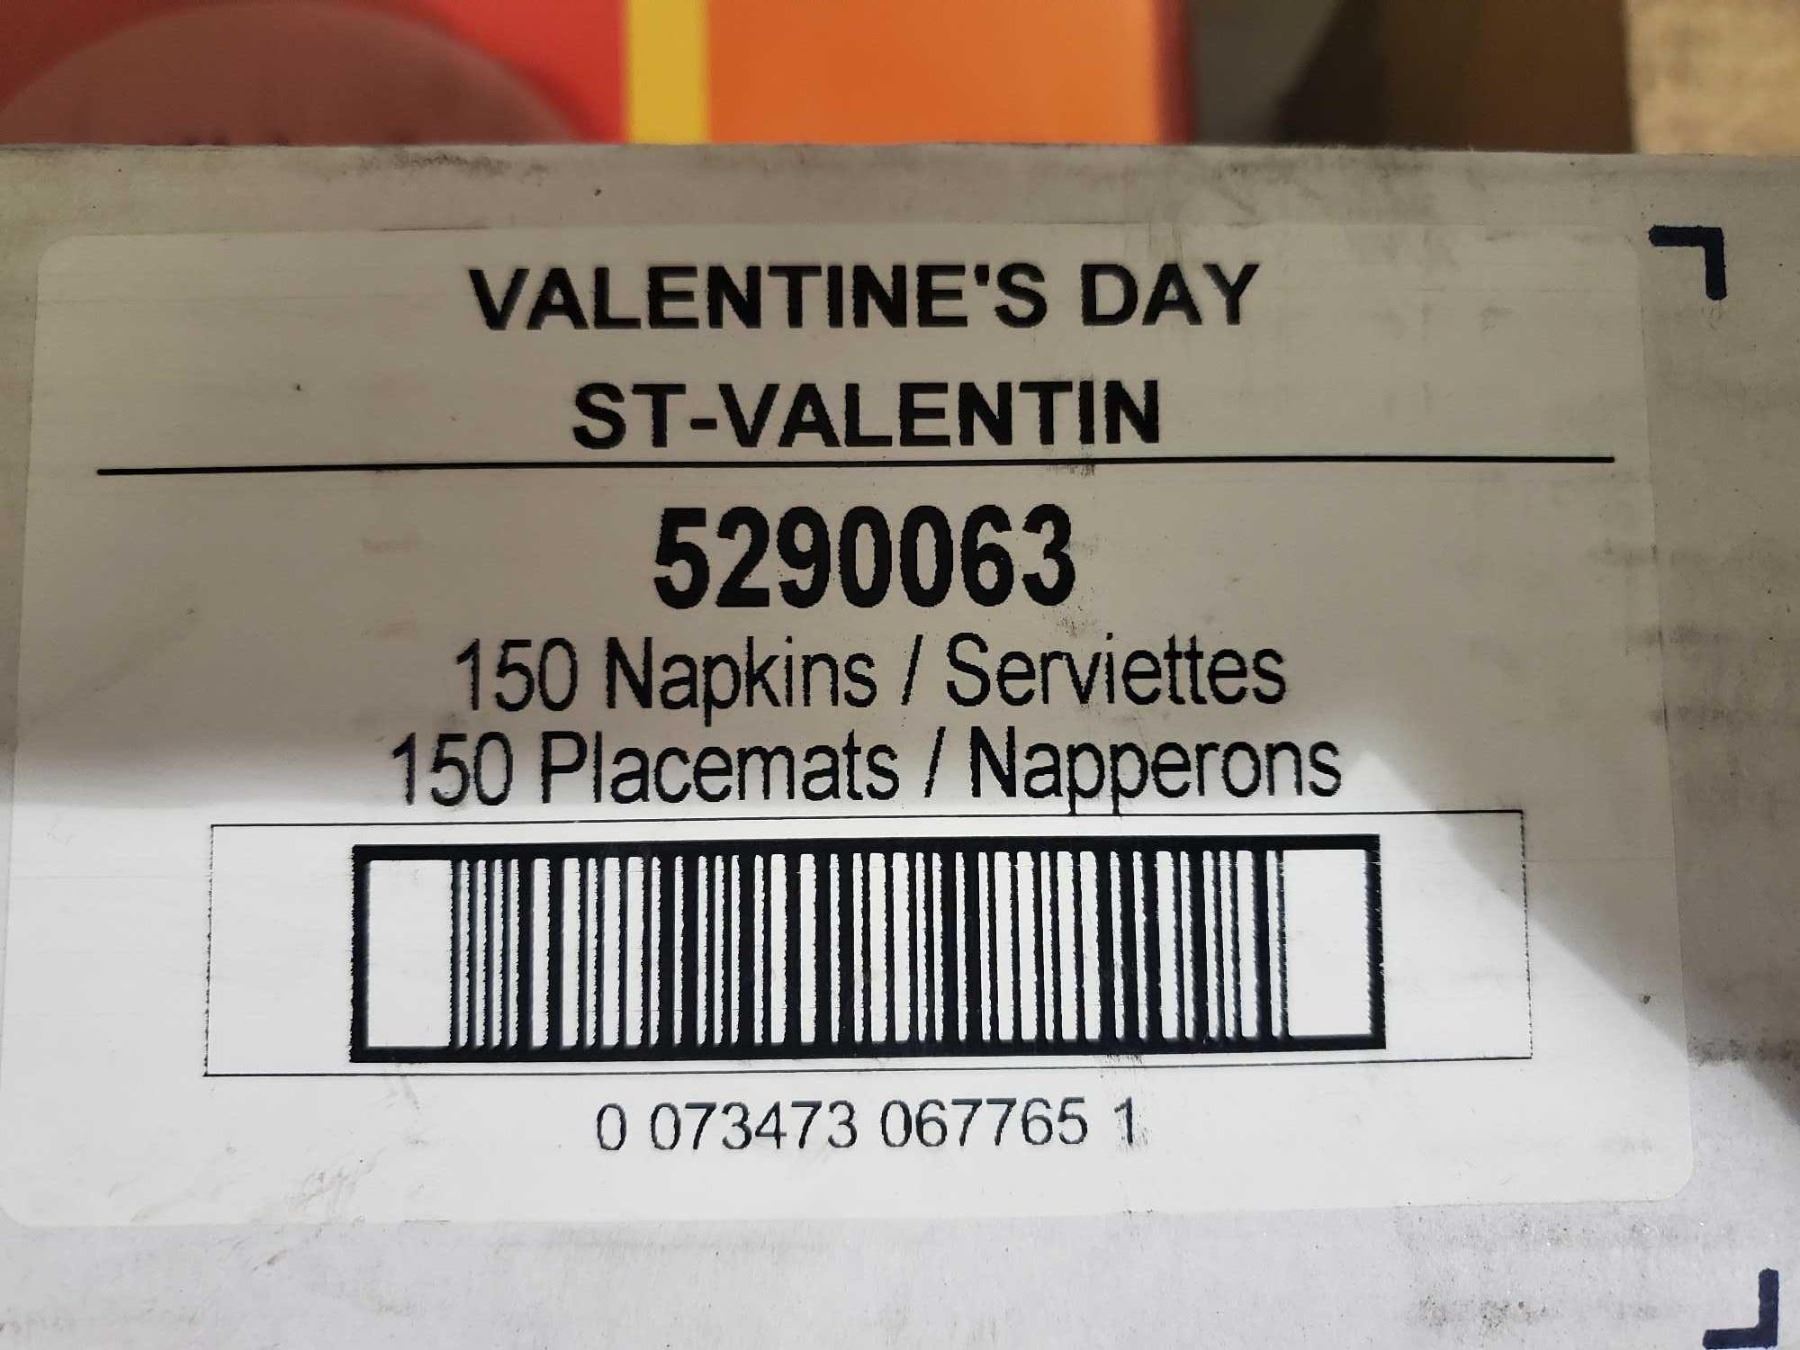 VALENTINE'S DAY
ST-VALENTIN
5290063
150 Napkins / Serviettes
150 Placemats / Napperons
0 073473 067765 1